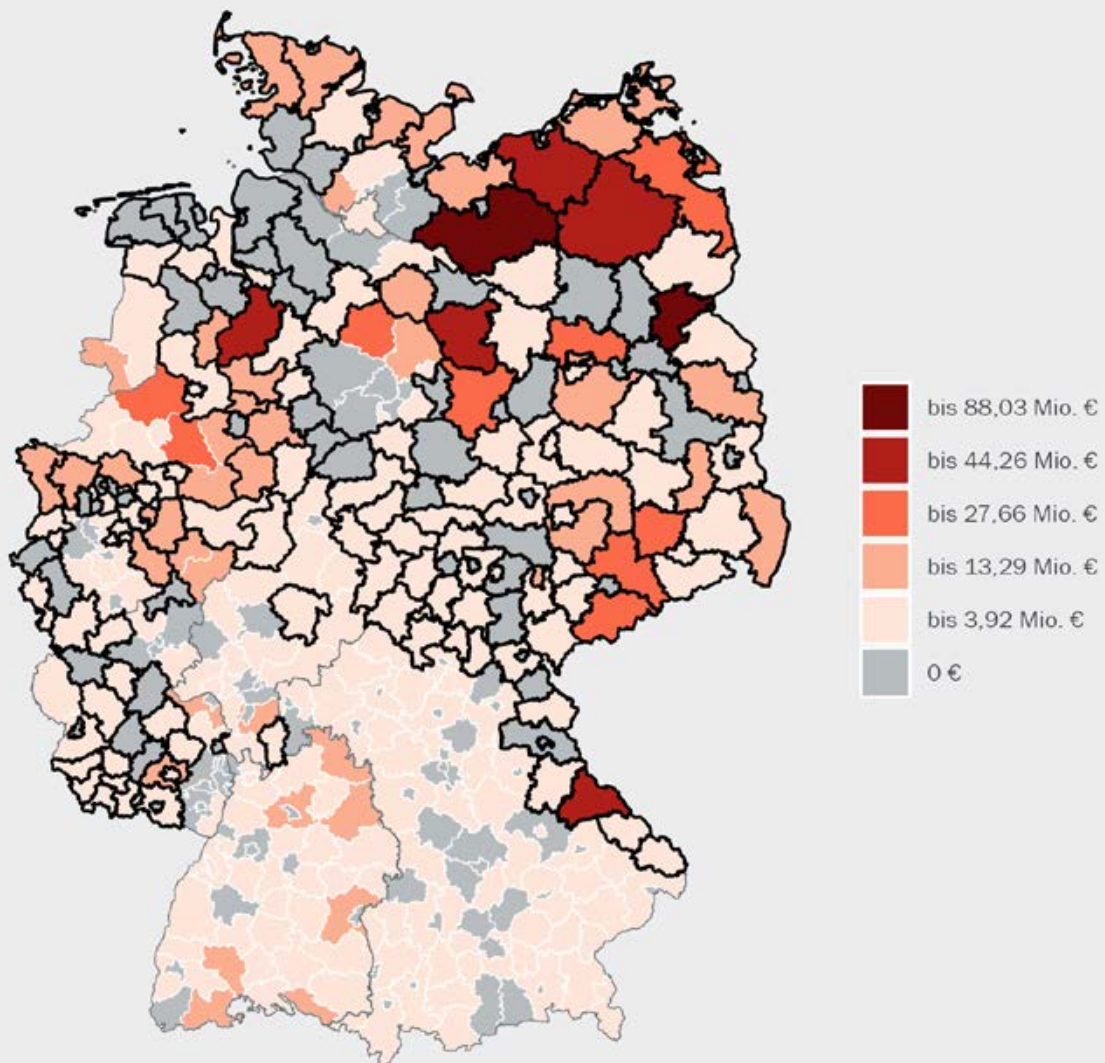 bis 88,03 Mio. €
bis 44,26 Mio. €
bis 27,66 Mio. €
bis 13,29 Mio. €
bis 3,92 Mio. €
0 €